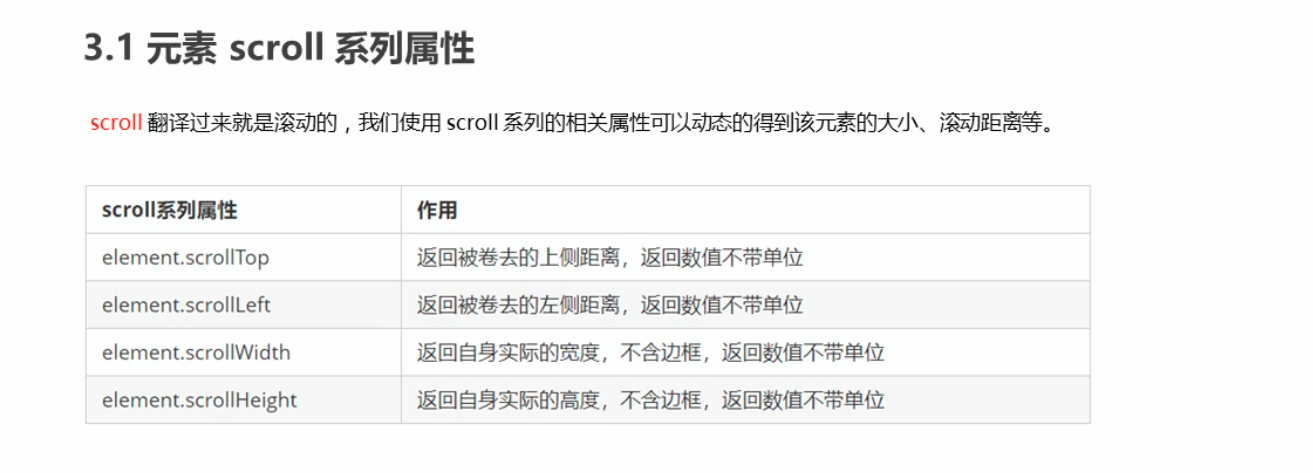 3.1 元素 scroll 系列属性
scroll 翻译过来就是滚动的，我们使用 scroll 系列的相关属性可以动态的得到该元素的大小、滚动距离等。
scroll系列属性 作用
element.scrollTop 返回被卷去的上侧距离，返回数值不带单位
element.scrollLeft 返回被卷去的左侧距离，返回数值不带单位
element.scrollWidth 返回自身实际的宽度，不含边框，返回数值不带单位
element.scrollHeight 返回自身实际的高度，不含边框，返回数值不带单位